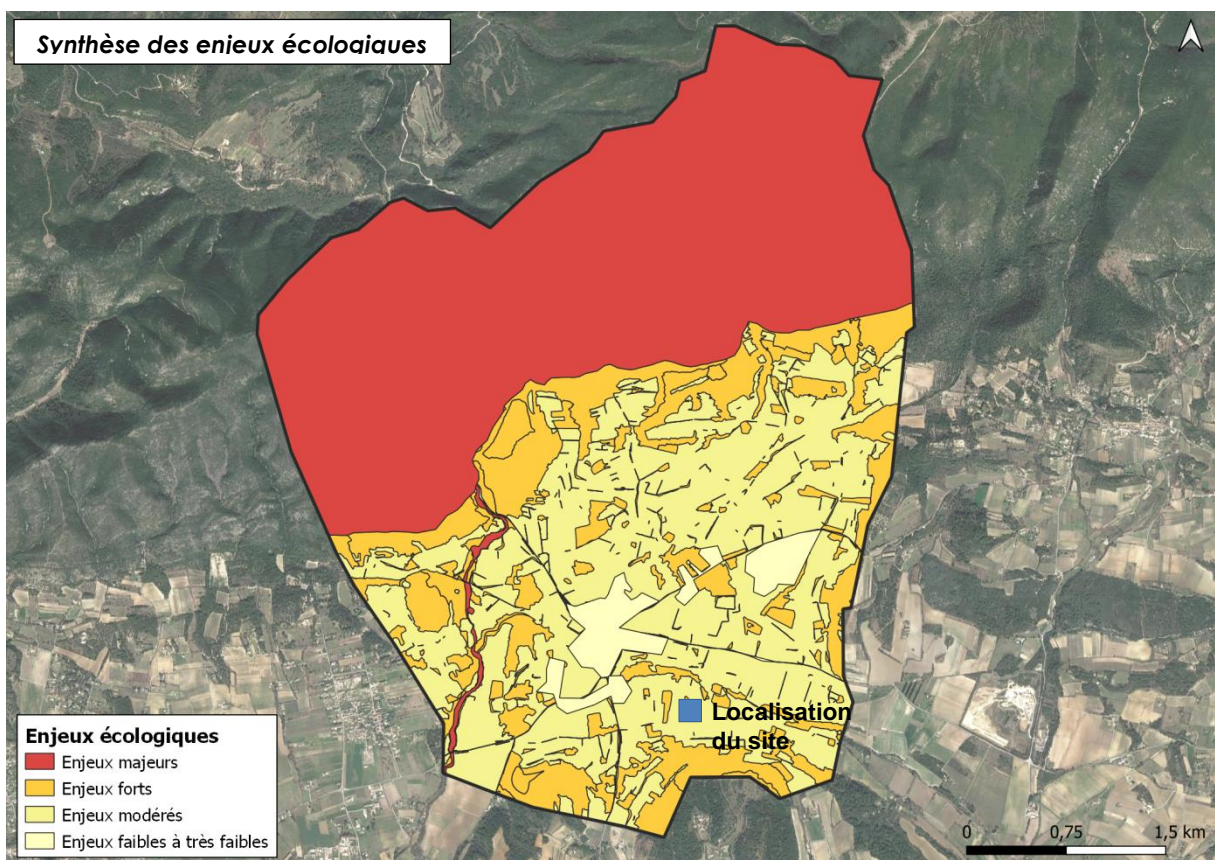 Synthèse des enjeux écologiques
Localisation
du site
Enjeux écologiques
Enjeux majeurs
Enjeux forts
Enjeux modérés
Enjeux faibles à très faibles
0 0,75 1,5 km